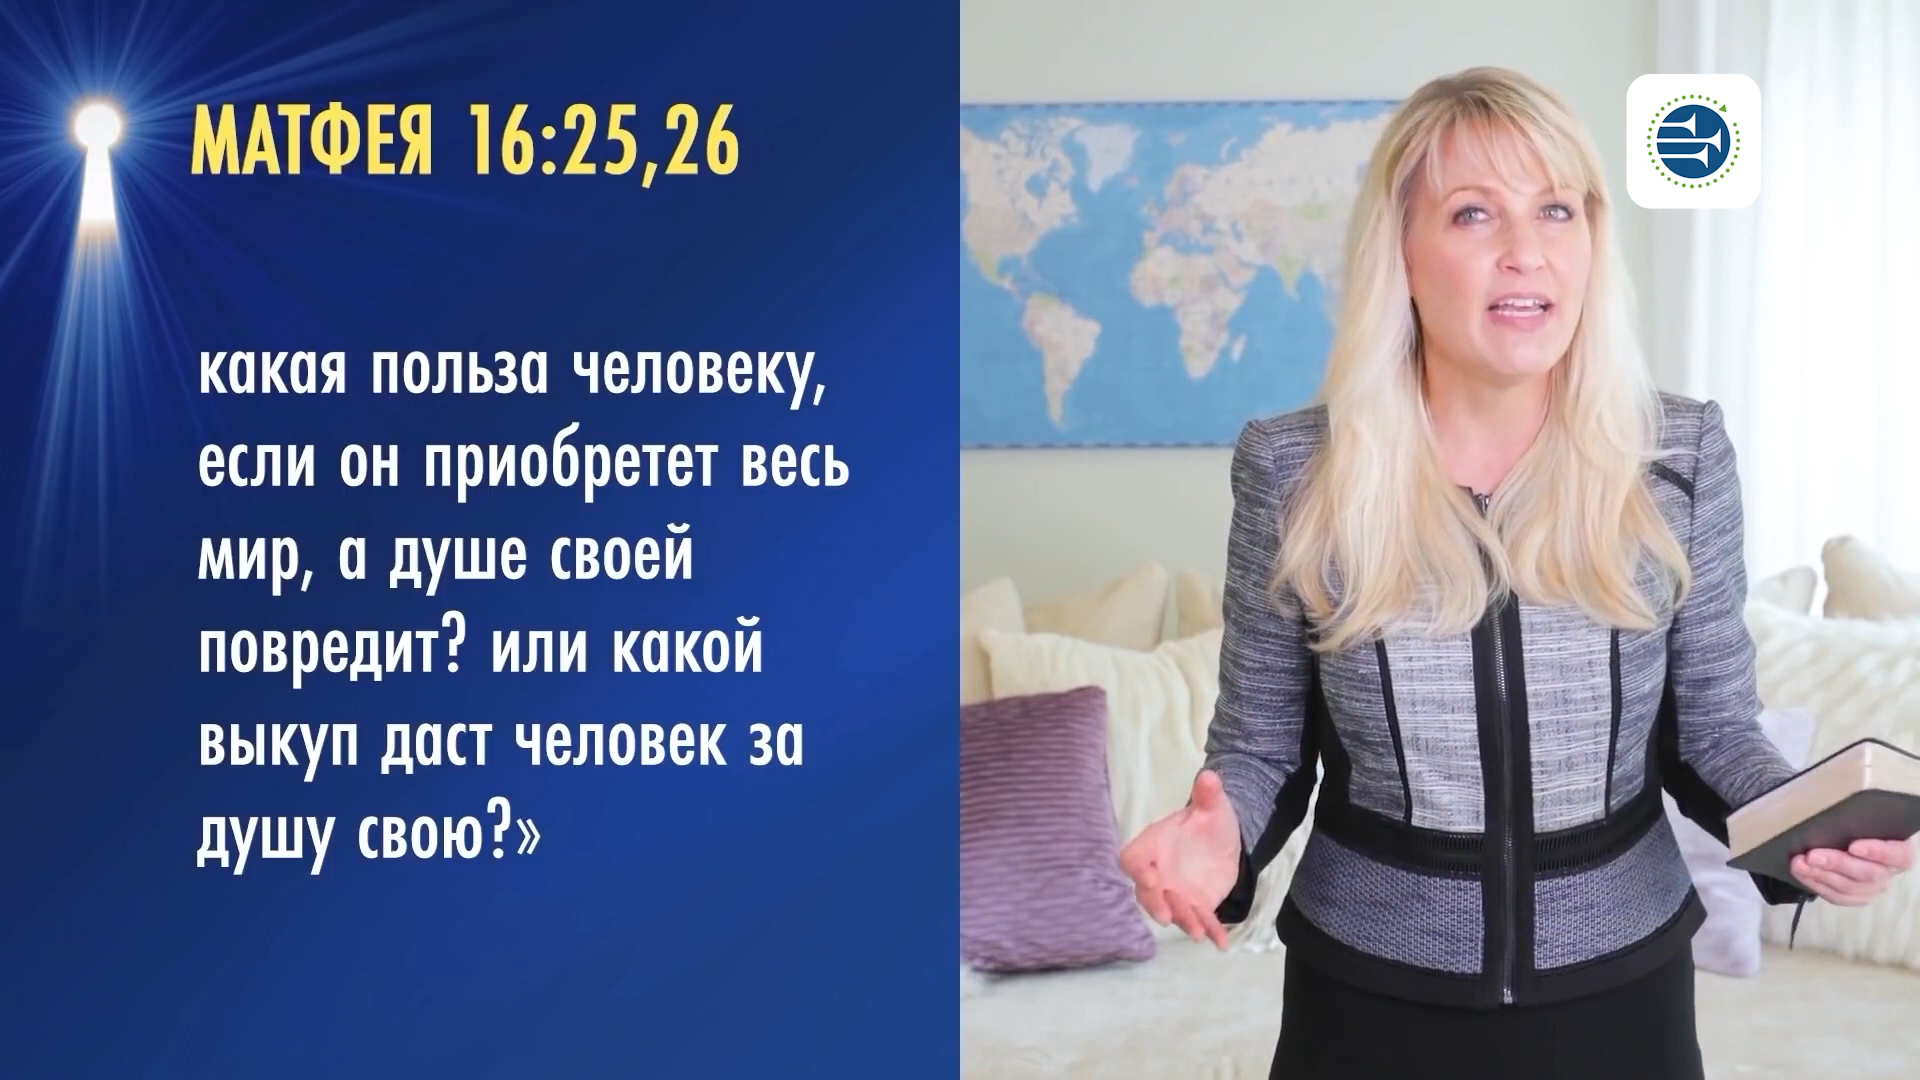 МАТФЕЯ 16:25,26
какая польза человеку,
если он приобретет весь
мир, а душе своей
повредит? или какой
выкуп даст человек за
душу свою?»